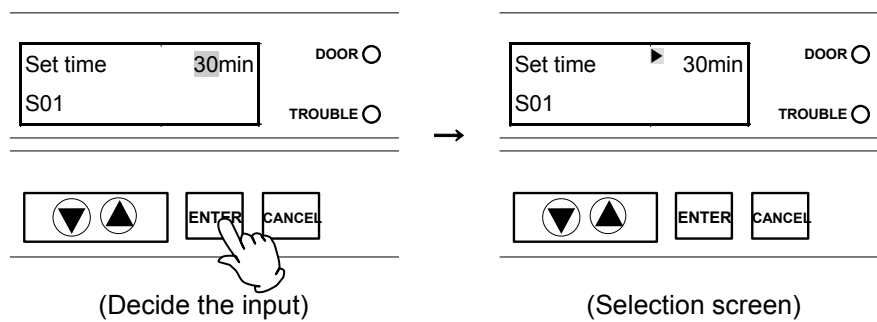 Set time 30min
S01
DOOR
TROUBLE
ENTER CANCEL
(Decide the input)
→
Set time ▶ 30min
S01
DOOR
TROUBLE
ENTER CANCEL
(Selection screen)